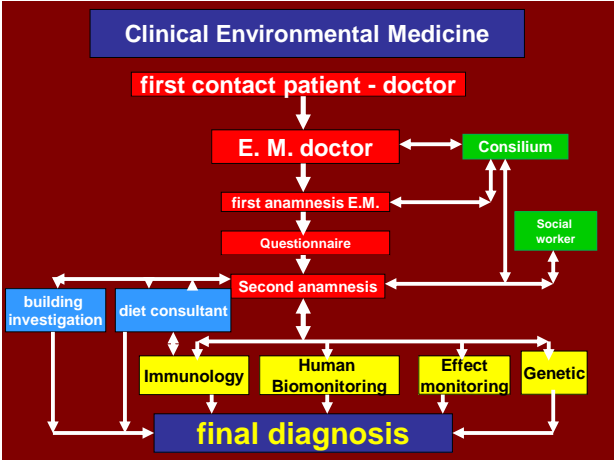 Clinical Environmental Medicine
first contact patient - doctor
E. M. doctor
Consilium
first anamnesis E.M.
Social
worker
Questionnaire
Second anamnesis
building
investigation
diet consultant
Immunology
Human
Biomonitoring
Effect
monitoring
Genetic
final diagnosis